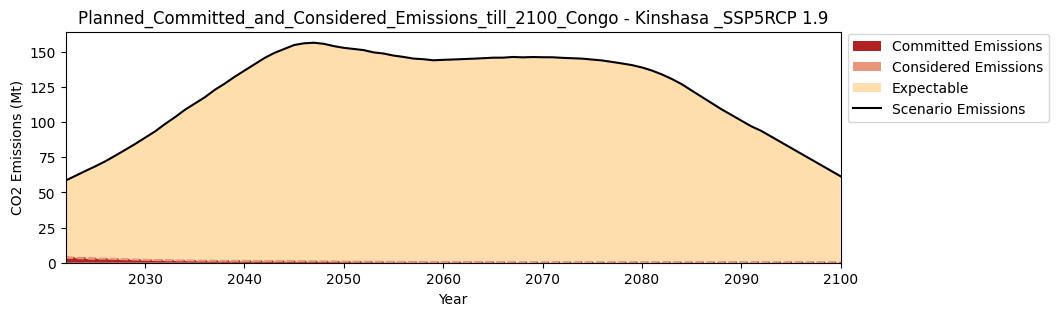 Planned_Committed_and_Considered_Emissions_till_2100_Congo - Kinshasa _SSP5RCP 1.9
Committed Emissions
Considered Emissions
Expectable
Scenario Emissions
CO2 Emissions (Mt)
150
125
100
75
50
25
0
2030 2040 2050 2060 2070 2080 2090 2100
Year